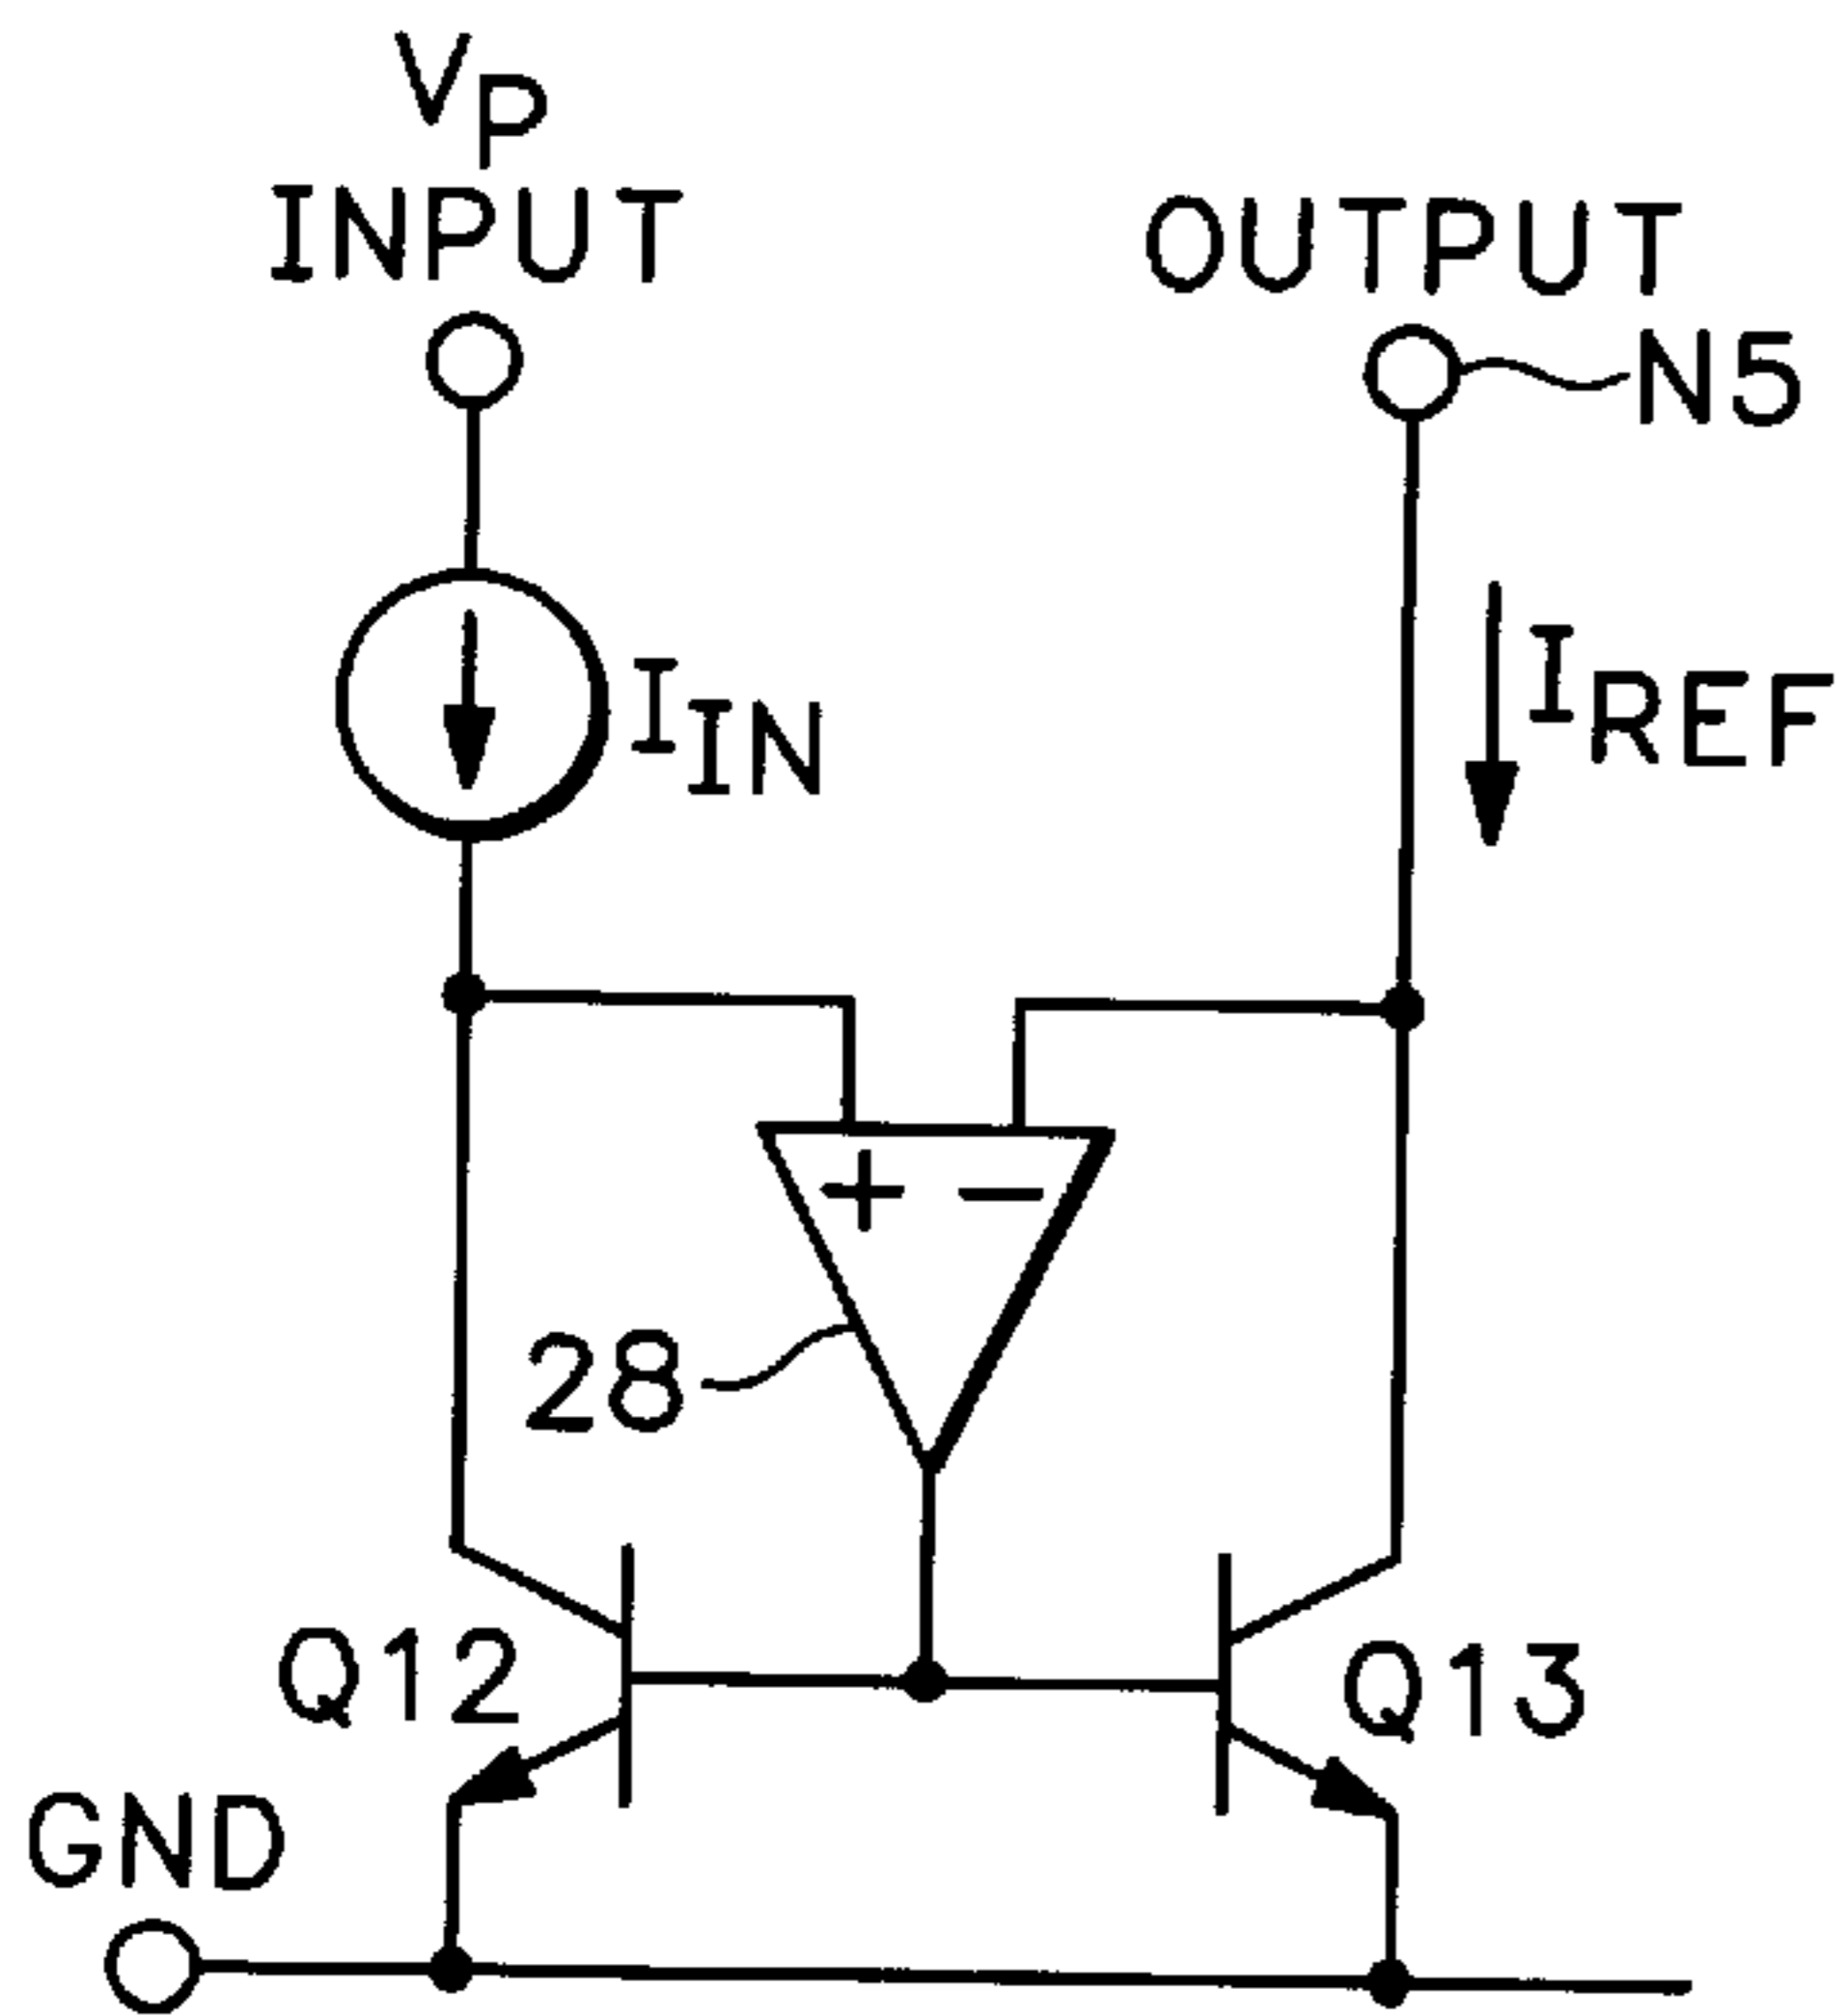 VP
INPUT
OUTPUT
N5
IIN
IREF
+ −
28
Q12
Q13
GND